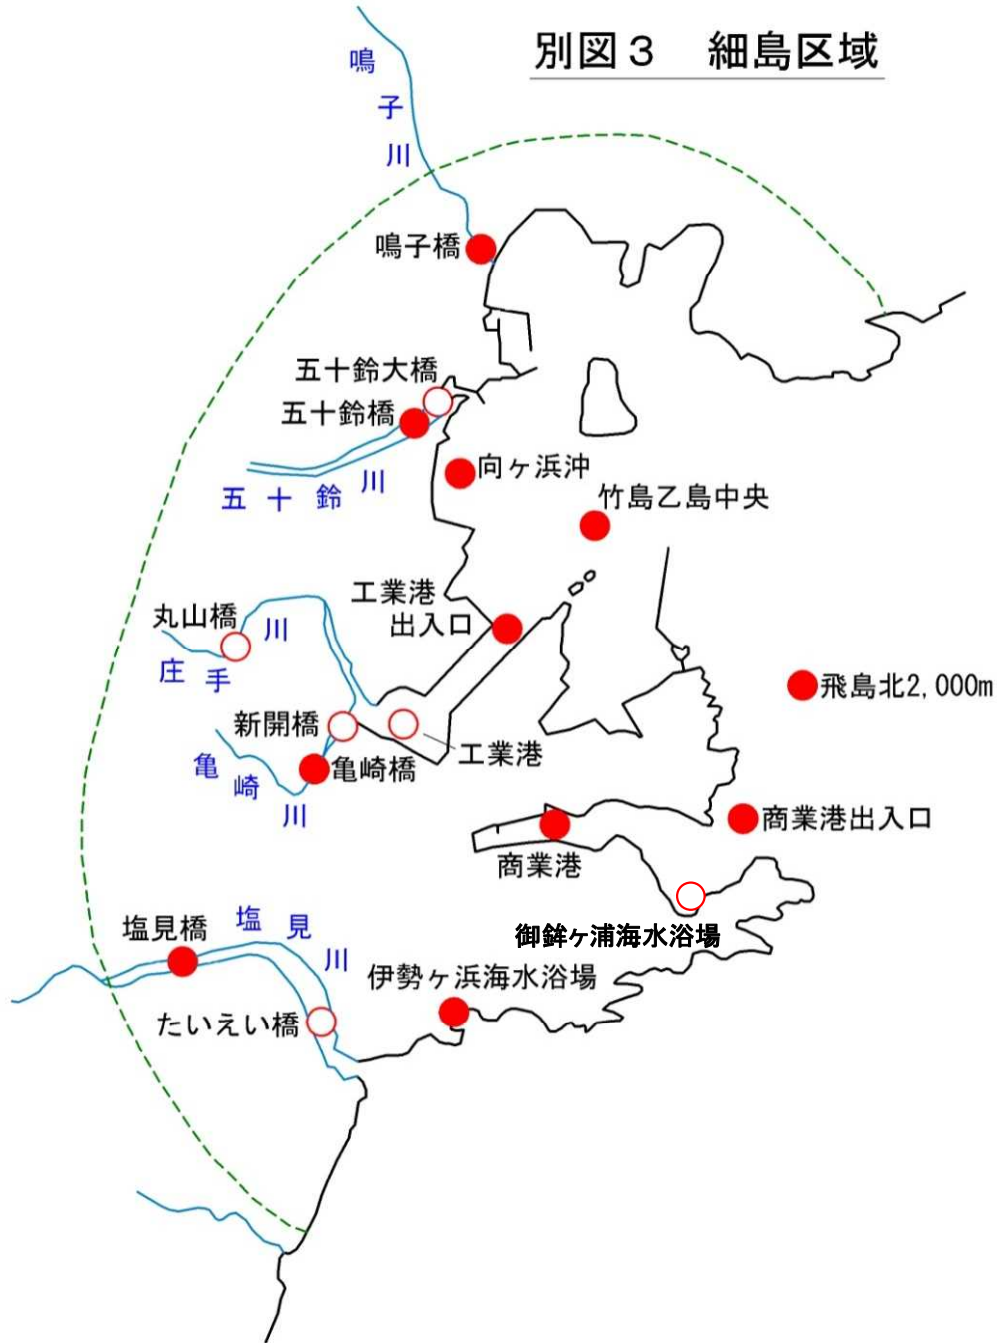 別図３　細島区域
鳴子川
鳴子橋
五十鈴大橋
五十鈴橋
五十鈴川
向ヶ浜沖
竹島乙島中央
工業港
出入口
丸山橋
庄手川
飛島北2,000m
新開橋
工業港
亀崎橋
亀崎川
商業港出入口
商業港
御鉾ヶ浦海水浴場
塩見橋
塩見川
伊勢ヶ浜海水浴場
たいえい橋